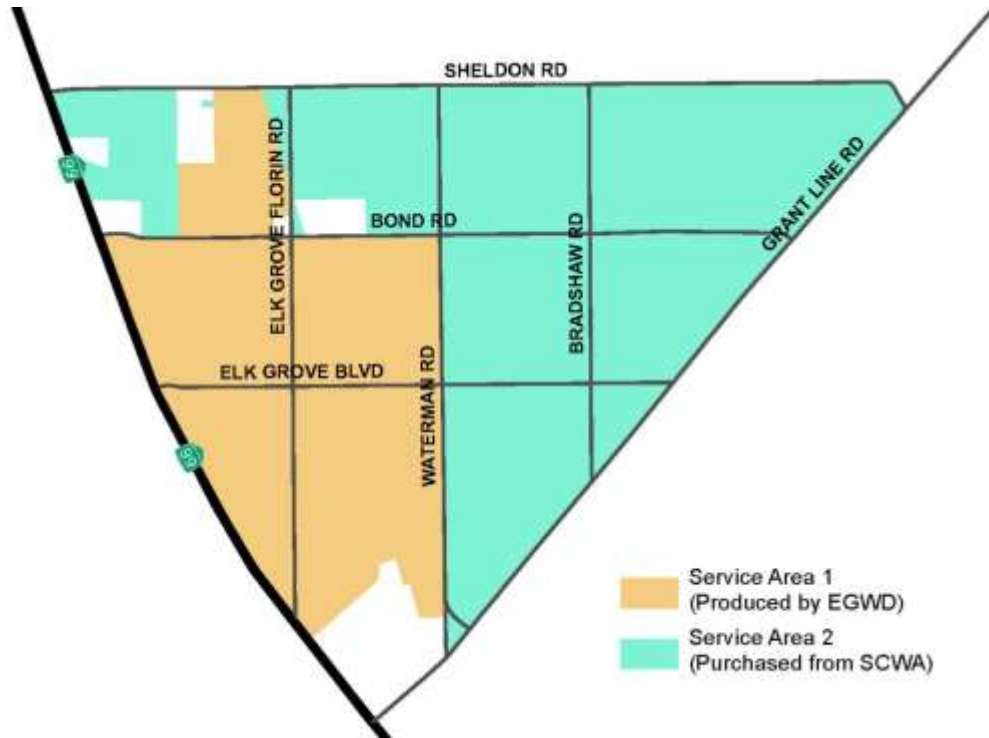 SHELDON RD
ELK GROVE FLORIN RD
BOND RD
BRADSHAW RD
GRANT LINE RD
ELK GROVE BLVD
WATERMAN RD
99
99
Service Area 1
(Produced by EGWD)
Service Area 2
(Purchased from SCWA)